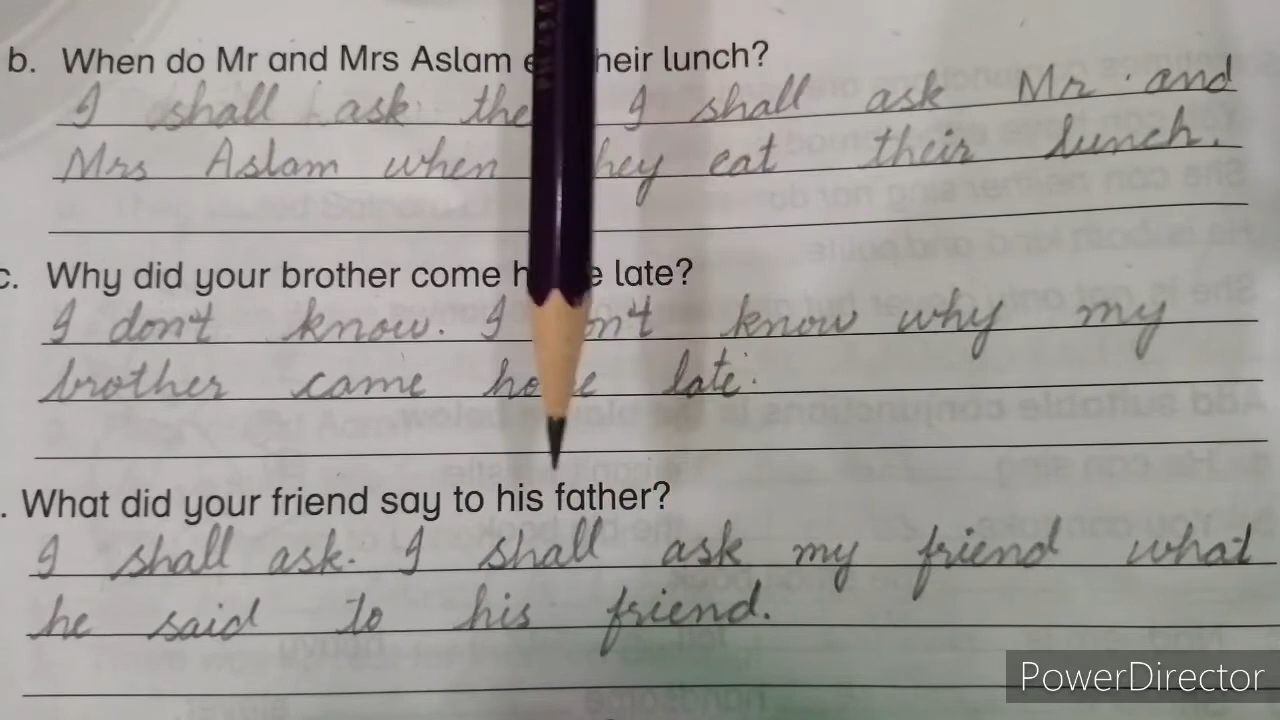 b. When do Mr and Mrs Aslam e heir lunch?
I shall ask the I shall ask Mr. and
Mrs Aslam when hey eat their lunch.
c. Why did your brother come h e late?
I don't know. I n't know why my
brother came ho e late.
. What did your friend say to his father?
I shall ask. I shall ask my friend what
he said to his friend.
PowerDirector